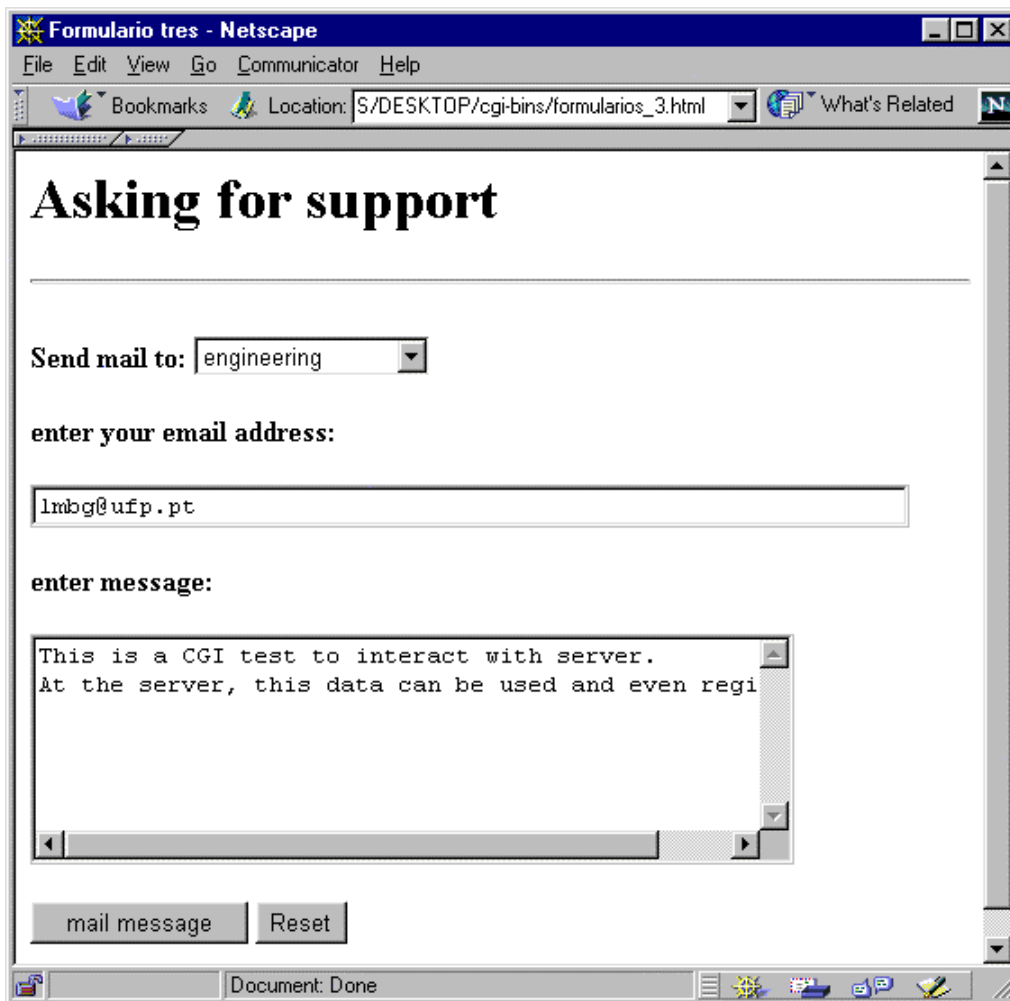 Formulario tres - Netscape
File Edit View Go Communicator Help
Bookmarks Location: S/DESKTOP/cgi-bins/formularios_3.html What's Related N
Asking for support
Send mail to: engineering
enter your email address:
lmbg@ufp.pt
enter message:
This is a CGI test to interact with server.
At the server, this data can be used and even regi
mail message Reset
Document: Done